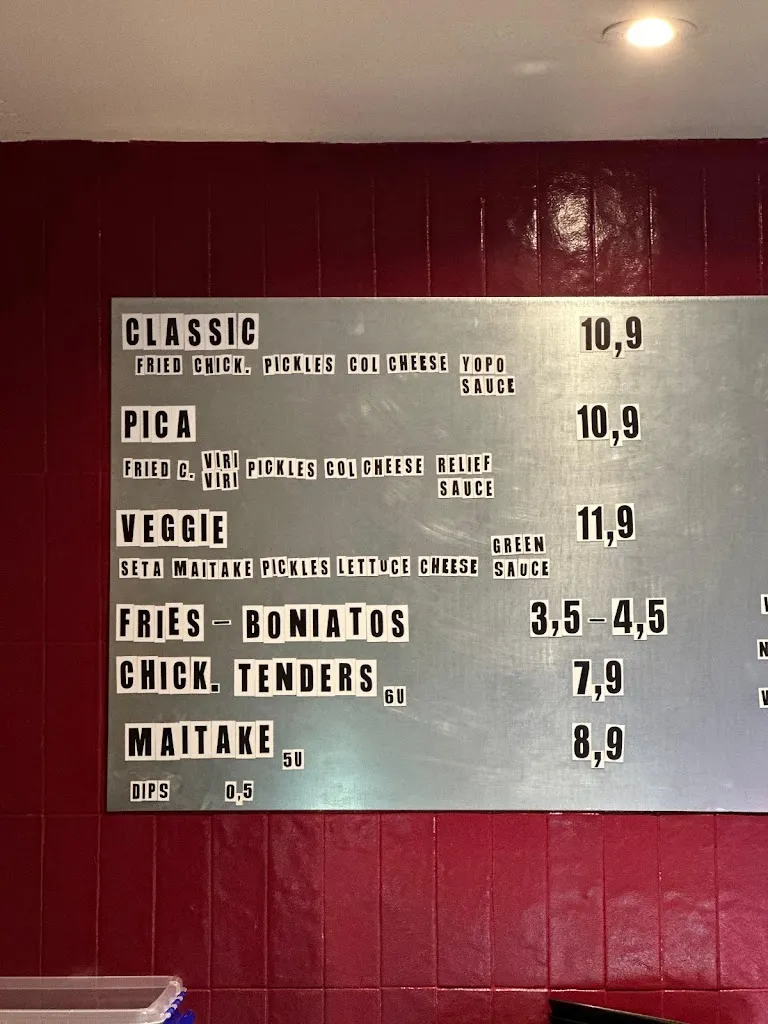 CLASSIC 10,9
FRIED CHICK. PICKLES COL CHEESE YOPO
SAUCE
PICA 10,9
FRIED C. VIRI VIRI PICKLES COL CHEESE RELIEF
SAUCE
VEGGIE 11,9
SETA MAITAKE PICKLES LETTUCE CHEESE GREEN SAUCE
FRIES - BONIATOS 3,5-4,5
CHICK. TENDERS 6U 7,9
MAITAKE 5U 8,9
DIPS 0,5